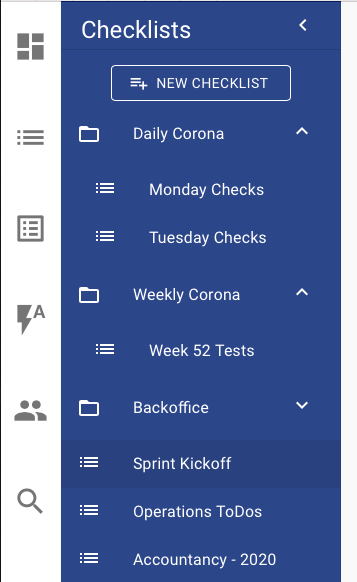 Checklists
NEW CHECKLIST
Daily Corona
Monday Checks
Tuesday Checks
Weekly Corona
Week 52 Tests
A
Backoffice
Sprint Kickoff
Operations ToDos
Accountancy - 2020